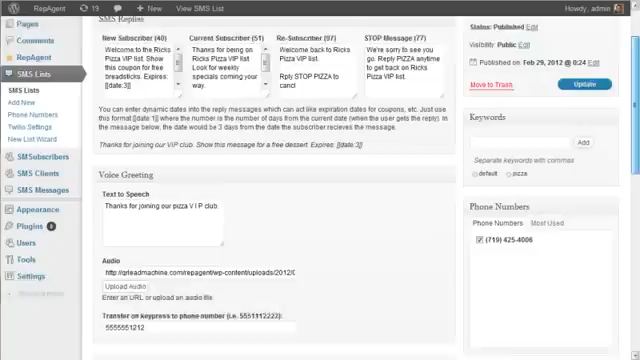 RepAgent
19
New
View SMS List
Howdy, admin
Pages
Comments
RepAgent
SMS Lists
SMS Lists
Add New
Phone Numbers
Twilio Settings
New List Wizard
SMSubscribers
SMS Clients
SMS Messages
Appearance
Plugins
Users
Tools
Settings
SMS Replies
New Subscriber (40)
Welcome to the Ricks
Pizza VIP list. Show
this coupon for free
breadsticks. Expires:
[[date:3]]
Current Subscriber (51)
Thanks for being on
Ricks Pizza VIP list
Look for weekly
specials coming your
way.
Re-Subscriber (97)
Welcome back to Ricks
Pizza VIP list.
Rply STOP PIZZA to
cancl
STOP Message (77)
We're sorry to see you
go. Reply PIZZA anytime
to get back on Ricks
Pizza VIP list.
You can enter dynamic dates into the reply messages which can act like expiration dates for coupons, etc. Just use
this format [[date:1]] where the number is the number of days from the current date (when the user gets the reply). In
the message below, the date would be 3 days from the date the subscriber recieves the message.
Thanks for joining our VIP club. Show this message for a free dessert. Expires: [[date:3]]
Voice Greeting
Text to Speech
Thanks for joining our pizza V I P club.
Audio
http://qrleadmachine.com/repagent/wp-content/uploads/2012/0
Upload Audio
Enter an URL or upload an audio file
Transfer on keypress to phone number (i.e. 5551112222):
5555551212
Status: Published Edit
Visibility: Public Edit
Published on: Feb 29, 2012 @ 0:24 Edit
Move to Trash
Update
Keywords
Add
Separate keywords with commas
default
pizza
Phone Numbers
Phone Numbers
Most Used
(719) 425-4006